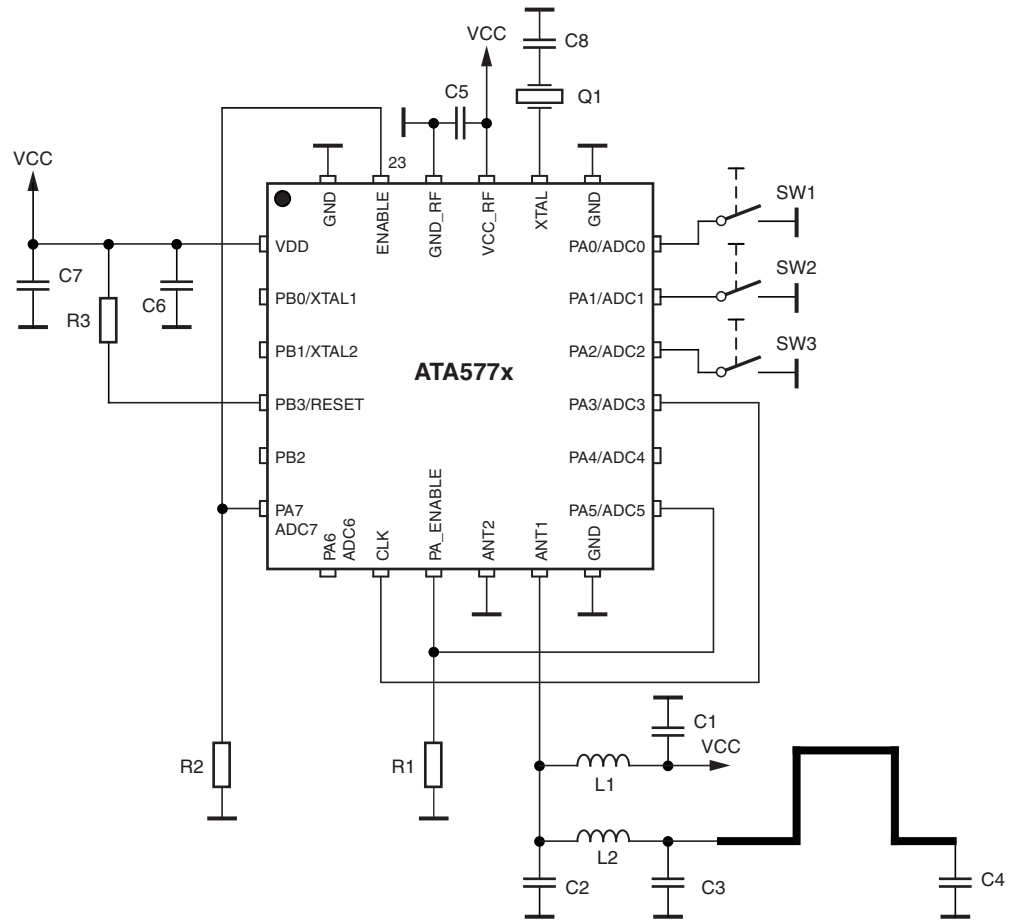 VCC
C8
C5
Q1
23
VCC
GND
ENABLE
GND_RF
VCC_RF
XTAL
GND
SW1
VDD
PA0/ADC0
C7
SW2
PB0/XTAL1
PA1/ADC1
C6
R3
SW3
PB1/XTAL2
PA2/ADC2
ATA577x
PB3/RESET
PA3/ADC3
PB2
PA4/ADC4
PA7
ADC7
PA5/ADC5
PA6
ADC6
CLK
PA_ENABLE
ANT2
ANT1
GND
C1
VCC
R2
R1
L1
L2
C2
C3
C4